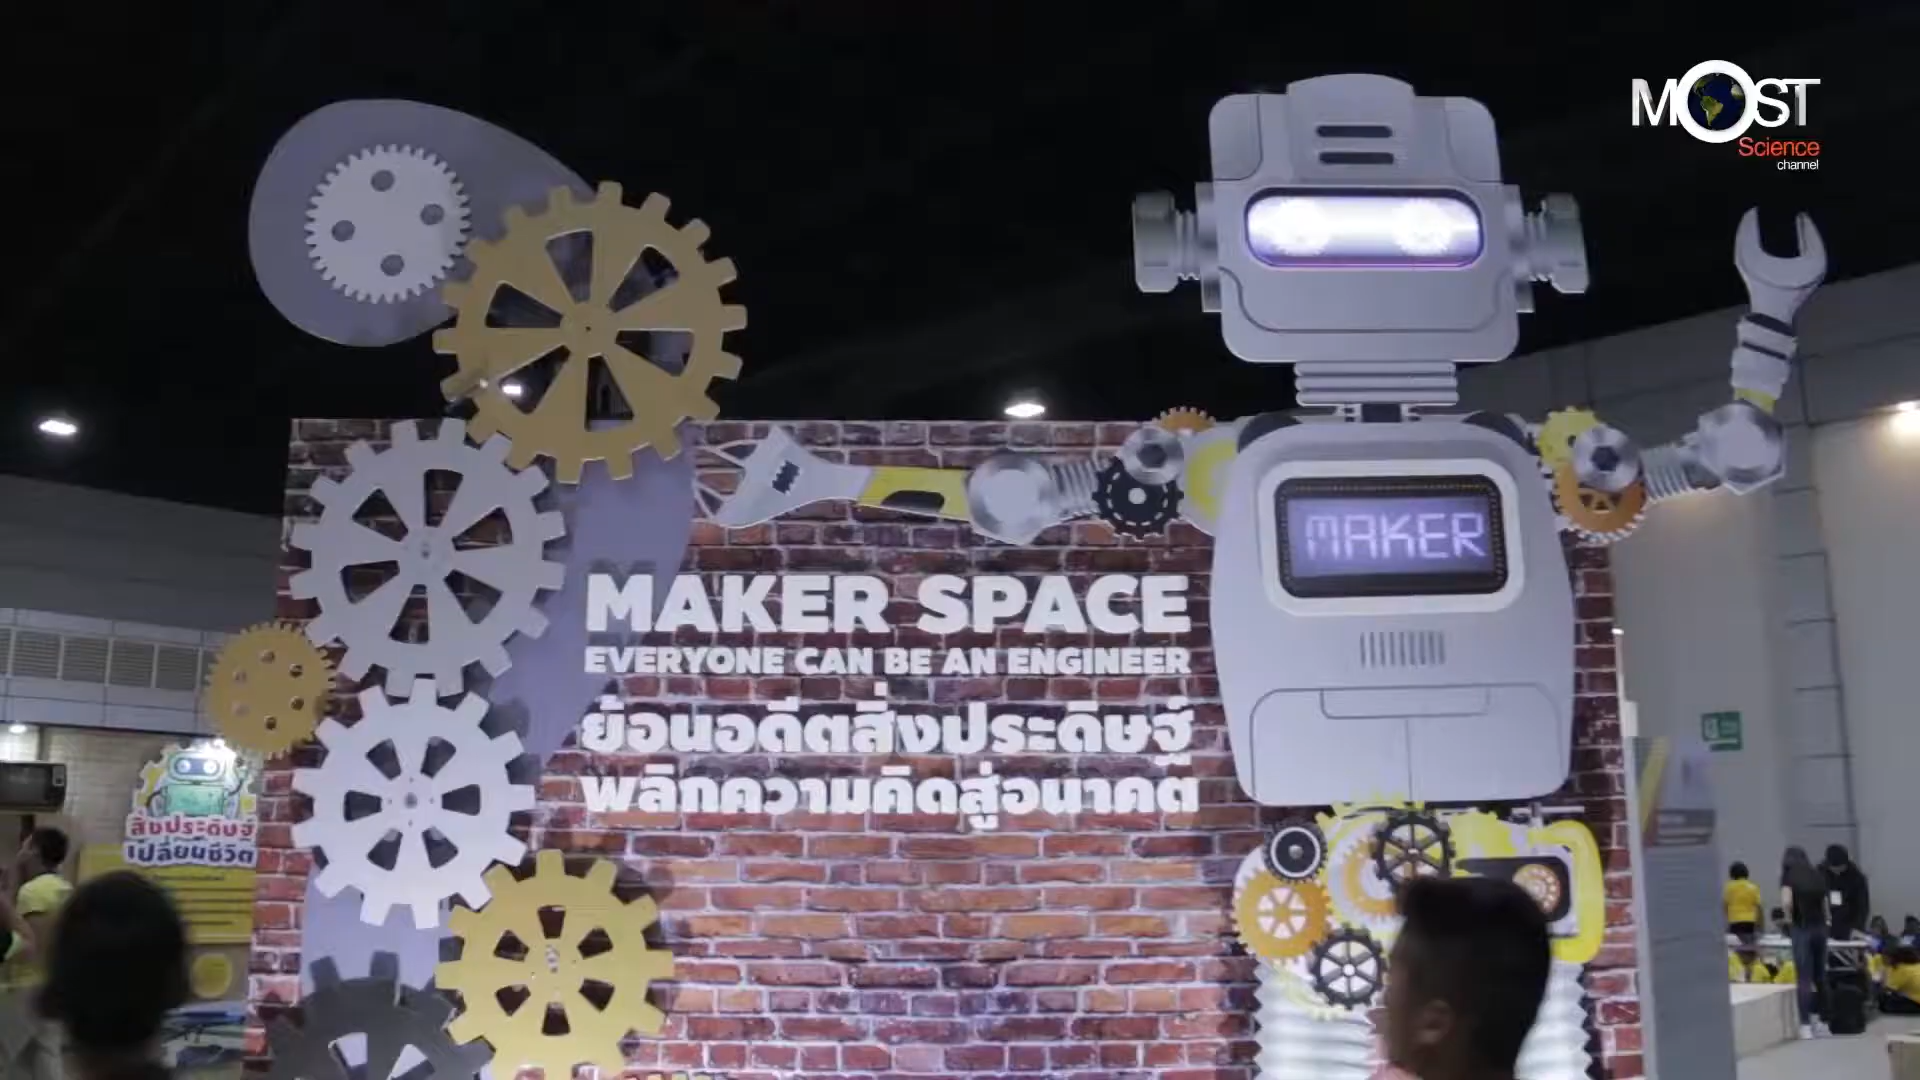 MOST
Science
channel
MAKER
MAKER SPACE
EVERYONE CAN BE AN ENGINEER
ย้อนอดีตสิ่งประดิษฐ์
พลิกความคิดสู่อนาคต
สิ่งประดิษฐ์
เปลี่ยนชีวิต